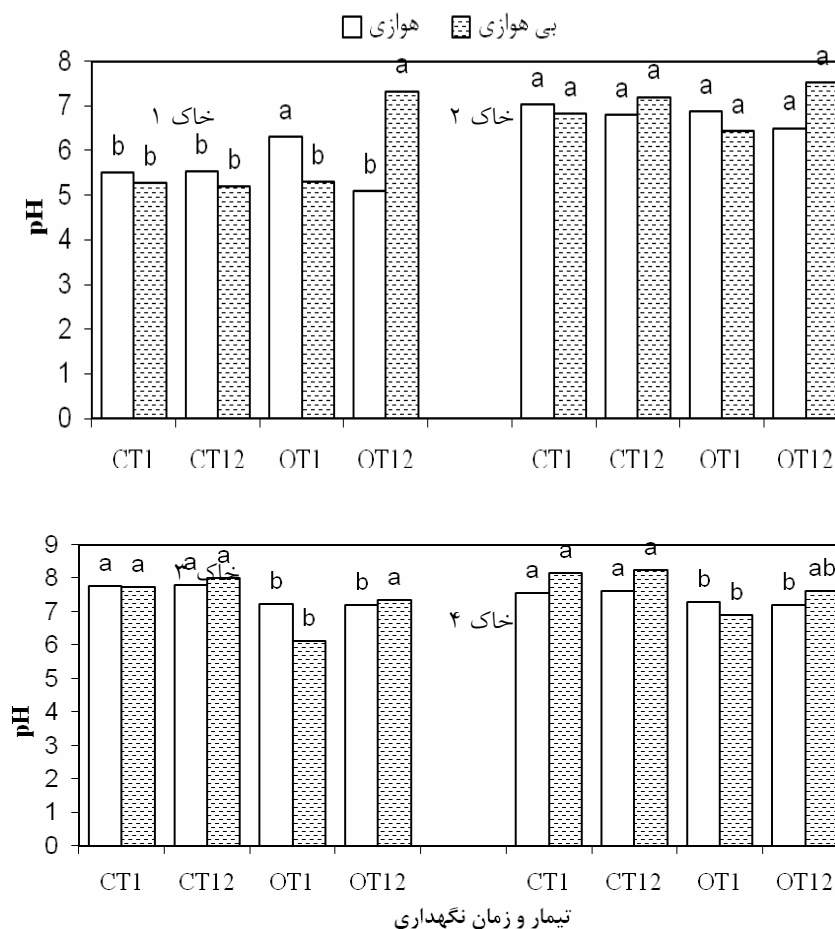 هوازی بی هوازی
8
a a a a
7
خاک ۱ a خاک ۲ a a a a
6
b b b b b b
5
pH
4
3
2
1
0
CT1 CT12 OT1 OT12 CT1 CT12 OT1 OT12
9
a a a a b a a a a b ab
8
خاک ۳ b b b خاک ۴
7
6
5
pH
4
3
2
1
0
CT1 CT12 OT1 OT12 CT1 CT12 OT1 OT12
تیمار و زمان نگهداری